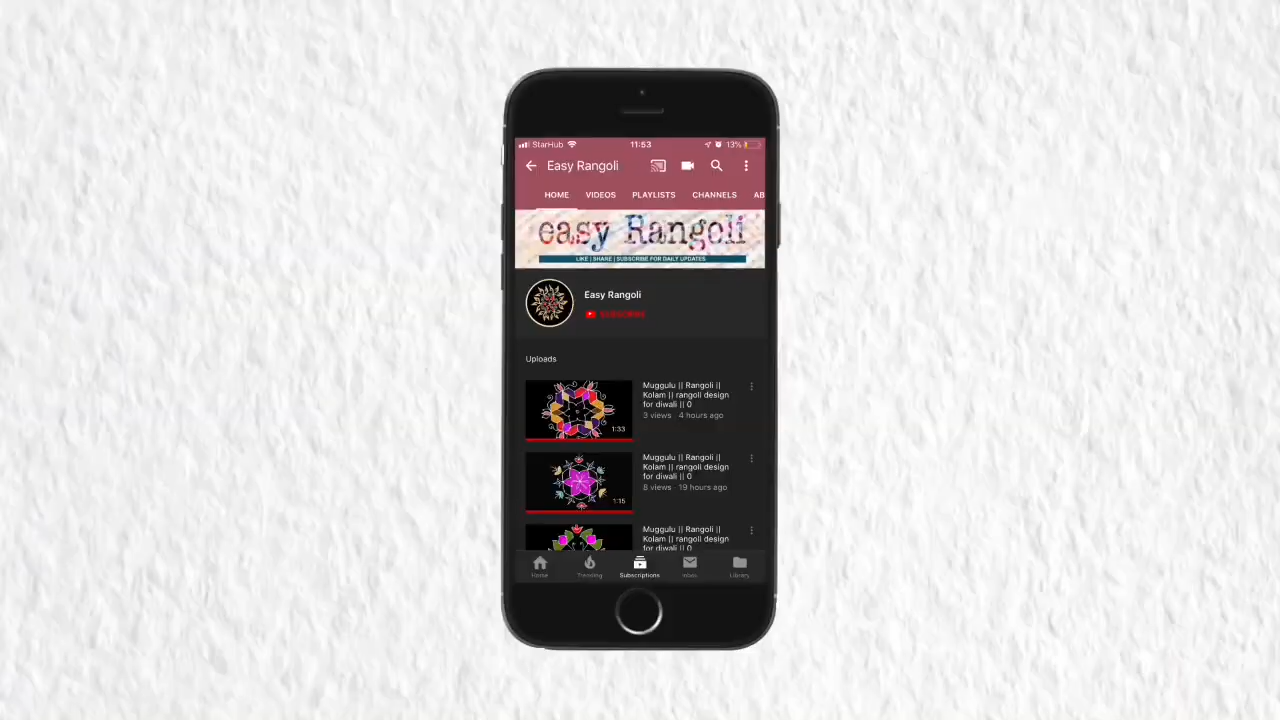 StarHub 11:53 13%
Easy Rangoli
HOME VIDEOS PLAYLISTS CHANNELS AB
easy Rangoli
LIKE | SHARE | SUBSCRIBE FOR DAILY UPDATES
Easy Rangoli
SUBSCRIBE
Uploads
Muggulu || Rangoli ||
Kolam || rangoli design
for diwali || 0
3 views · 4 hours ago
1:33
Muggulu || Rangoli ||
Kolam || rangoli design
for diwali || 0
8 views · 19 hours ago
1:15
Muggulu || Rangoli ||
Kolam || rangoli design
for diwali || 0
Home Trending Subscriptions Inbox Library